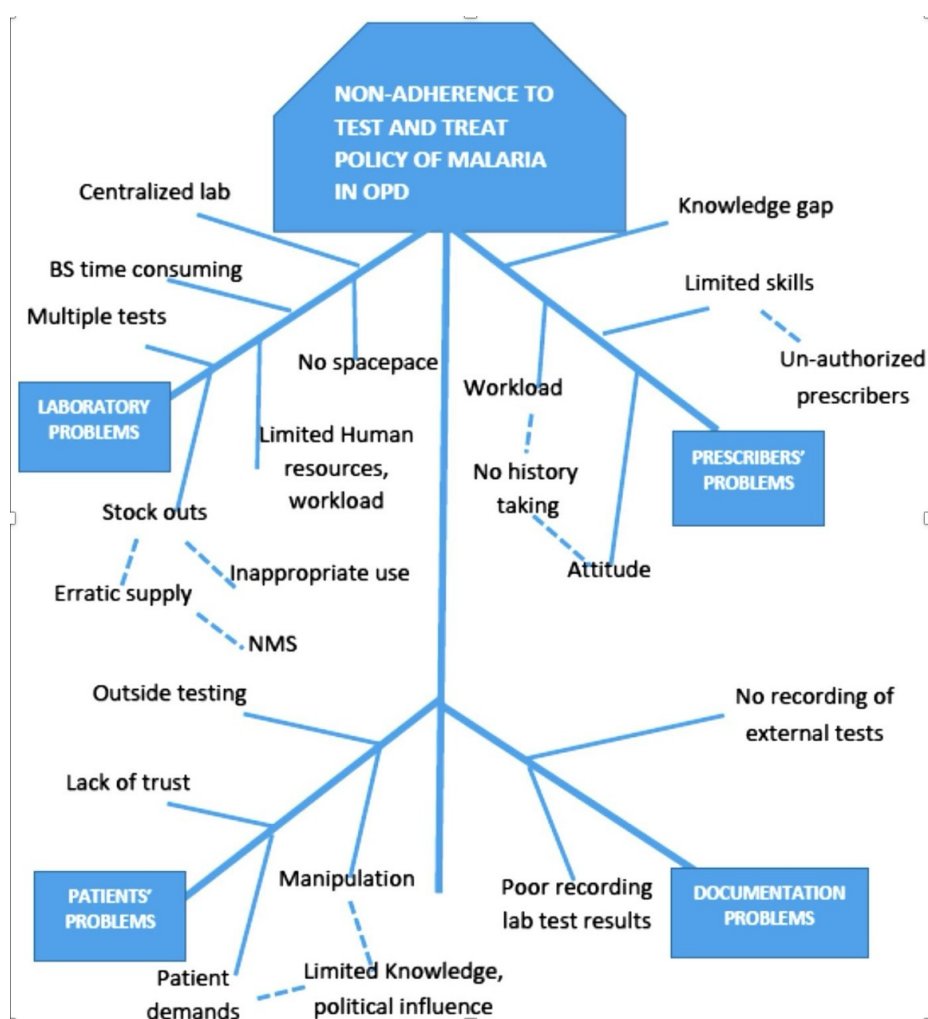 NON-ADHERENCE TO
TEST AND TREAT
POLICY OF MALARIA
IN OPD
Centralized lab
BS time consuming
Multiple tests
No spacepace
Limited Human
resources,
workload
LABORATORY
PROBLEMS
Stock outs
Inappropriate use
Erratic supply
NMS
Knowledge gap
Limited skills
Un-authorized
prescribers
Workload
No history
taking
Attitude
PRESCRIBERS'
PROBLEMS
Outside testing
Lack of trust
Manipulation
PATIENTS'
PROBLEMS
Patient
demands
Limited Knowledge,
political influence
No recording of
external tests
Poor recording
lab test results
DOCUMENTATION
PROBLEMS